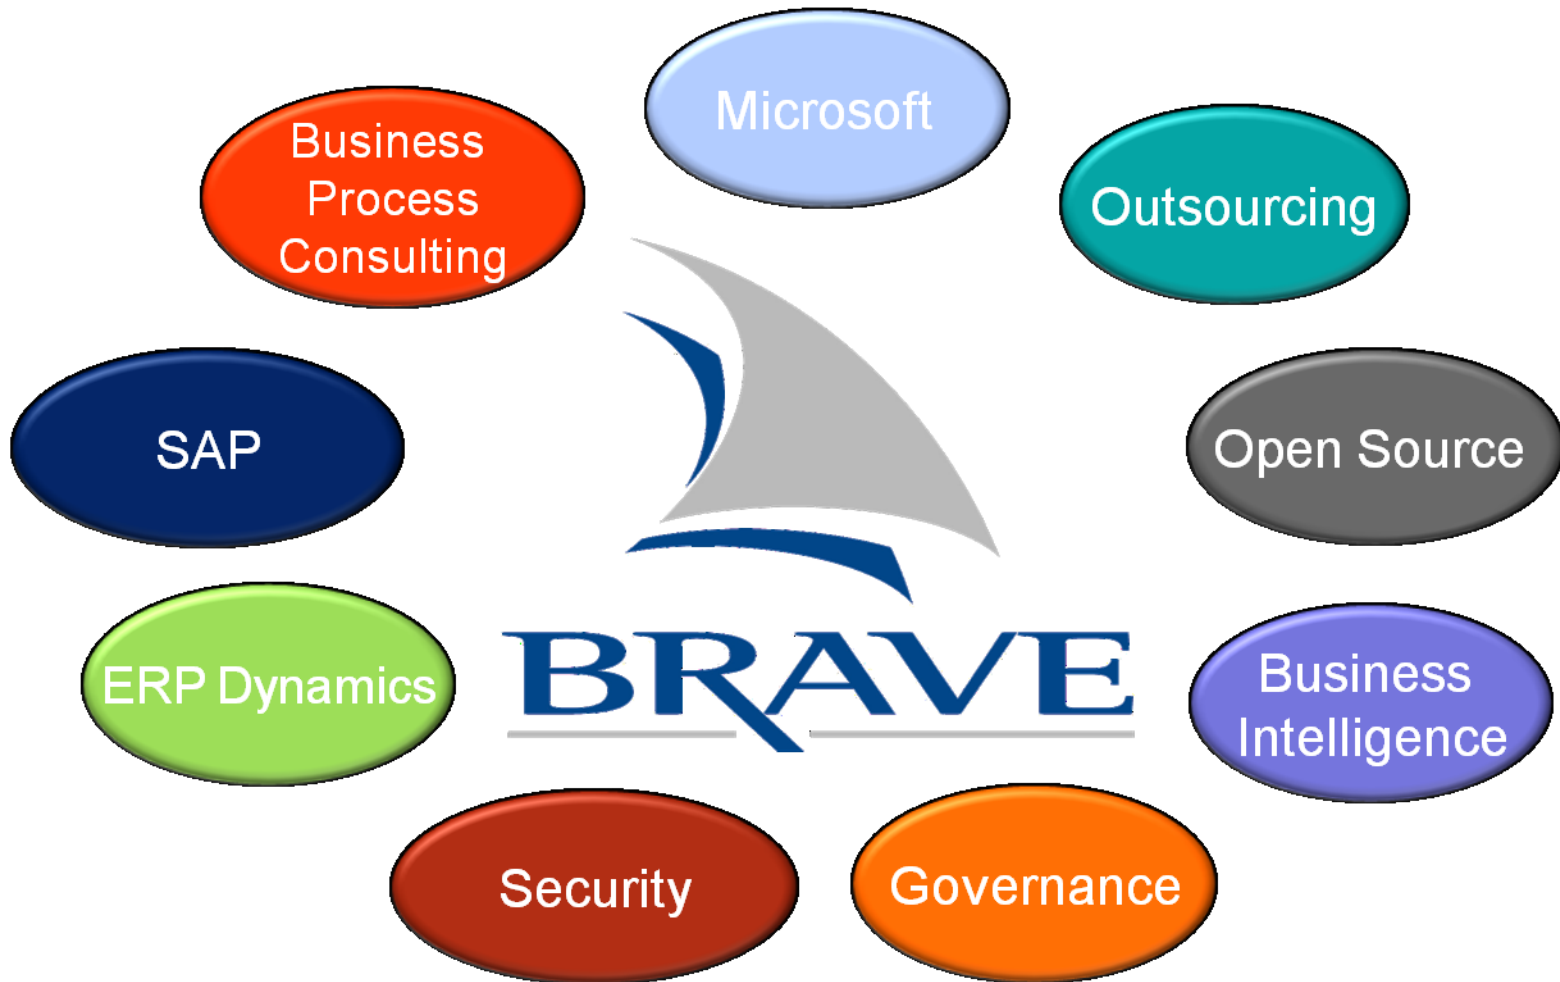 Microsoft
Business
Process
Consulting
Outsourcing
SAP
Open Source
ERP Dynamics
BRAVE
Business
Intelligence
Security
Governance